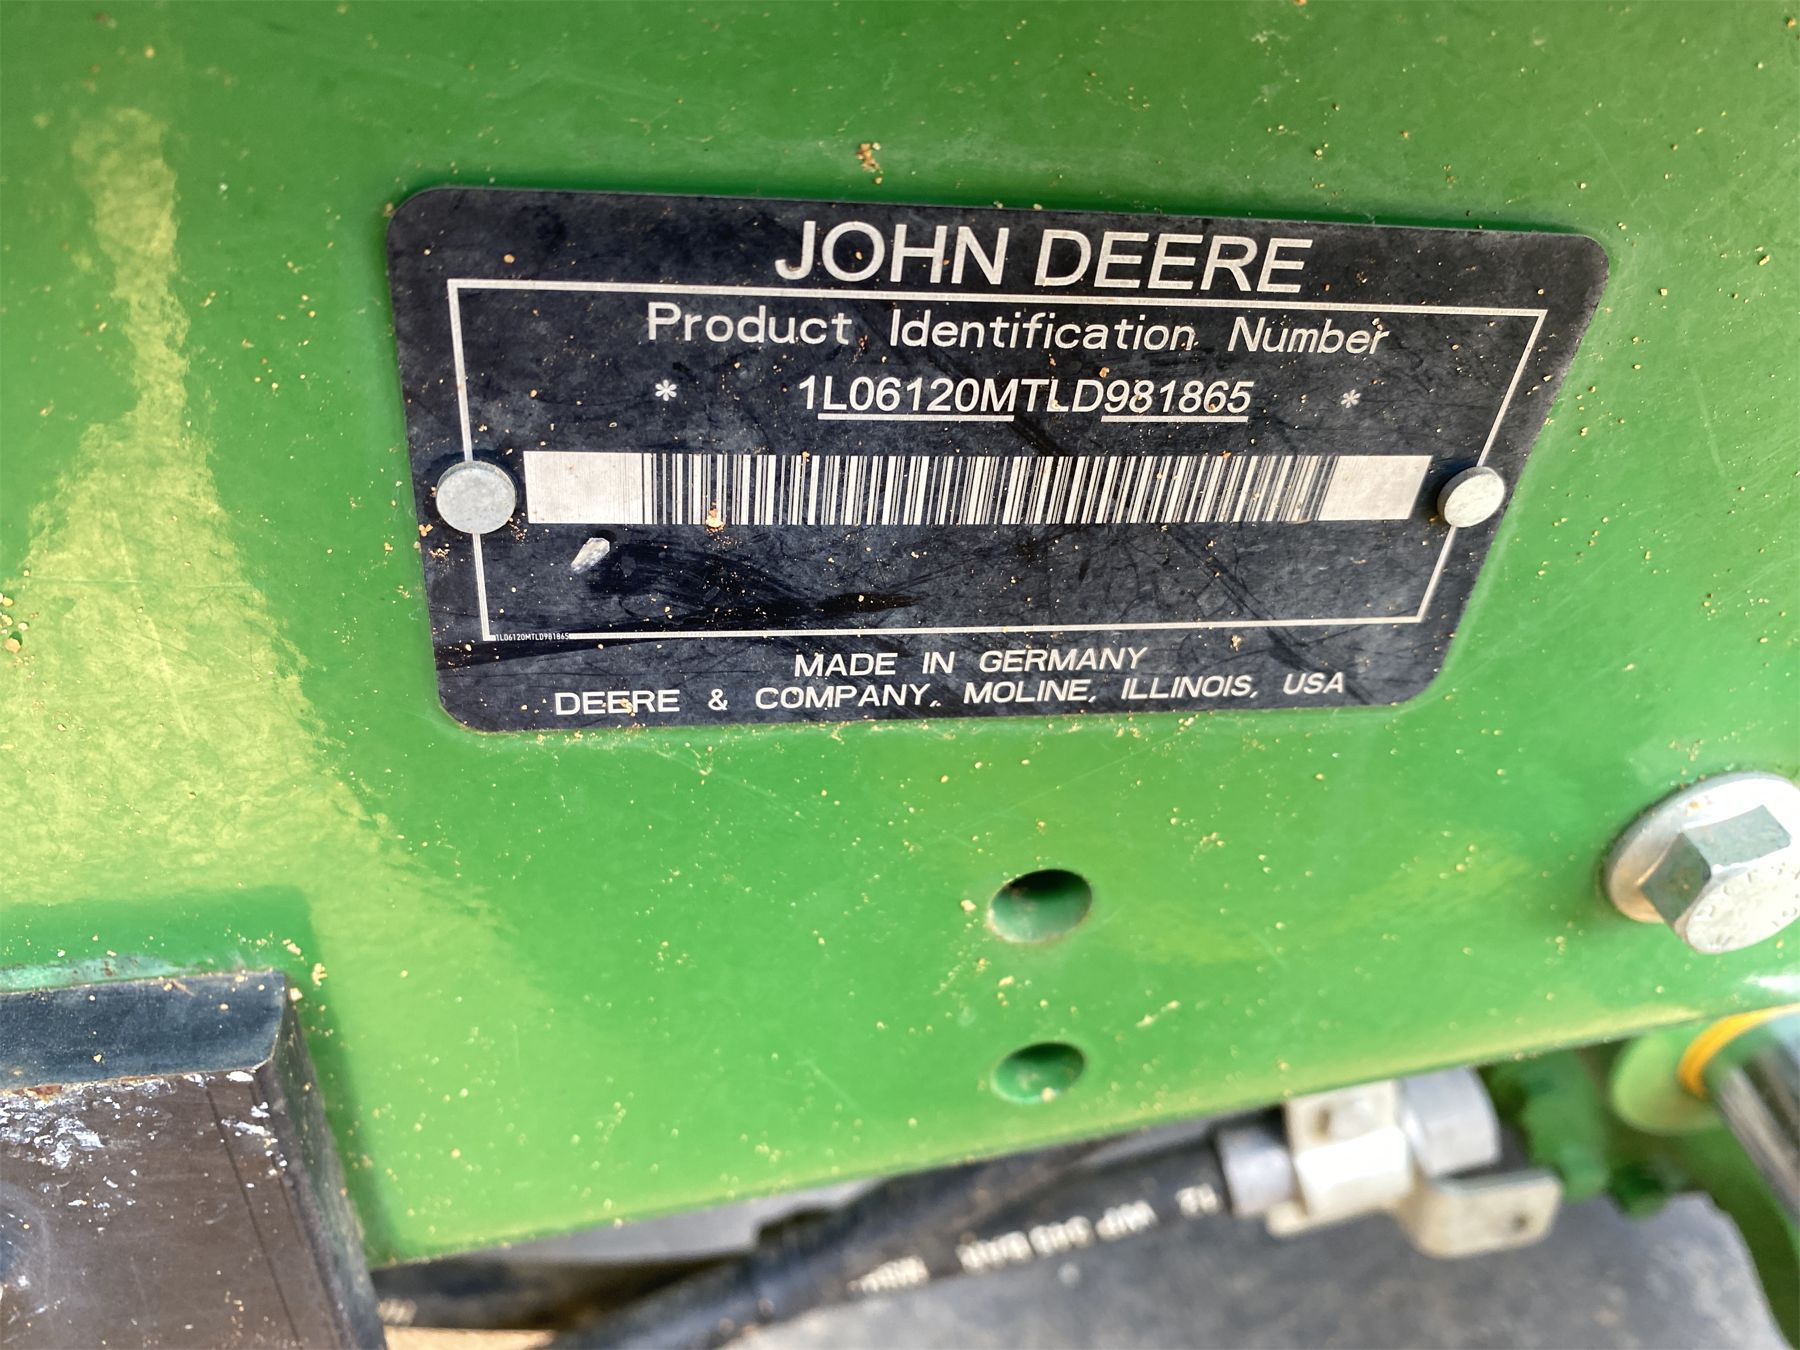 JOHN DEERE
Product Identification Number
* 1L06120MTLD981865 *
1L06120MTLD981865
MADE IN GERMANY
DEERE & COMPANY, MOLINE, ILLINOIS, USA